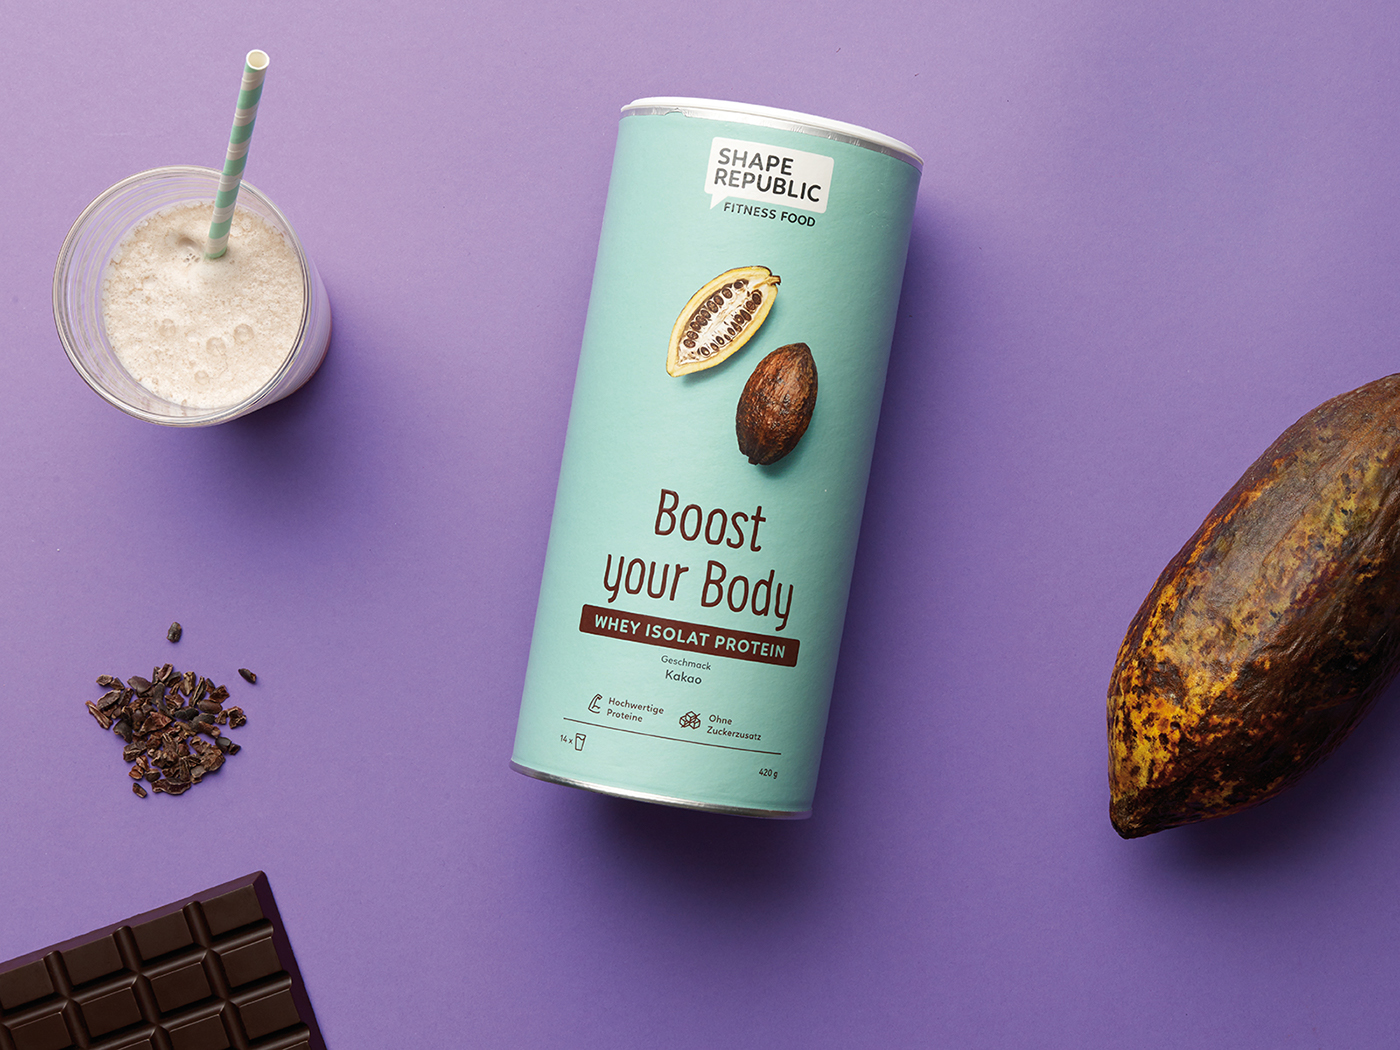 SHAPE
REPUBLIC
FITNESS FOOD
Boost
your Body
WHEY ISOLAT PROTEIN
Geschmack
Kakao
Hochwertige
Proteine
Ohne
Zuckerzusatz
14 x
420 g